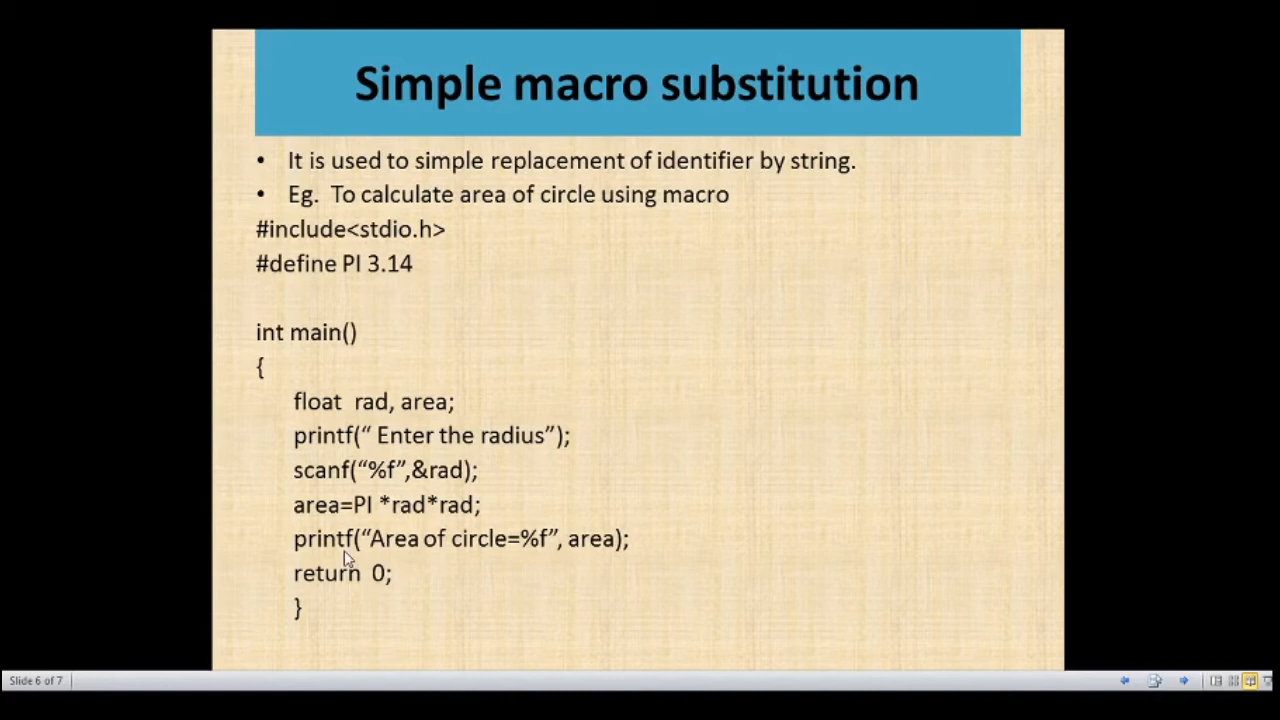 Simple macro substitution
• It is used to simple replacement of identifier by string.
• Eg. To calculate area of circle using macro
#include<stdio.h>
#define PI 3.14
int main()
{
float rad, area;
printf(“ Enter the radius”);
scanf(“%f”,&rad);
area=PI *rad*rad;
printf(“Area of circle=%f”, area);
return 0;
}
Slide 6 of 7